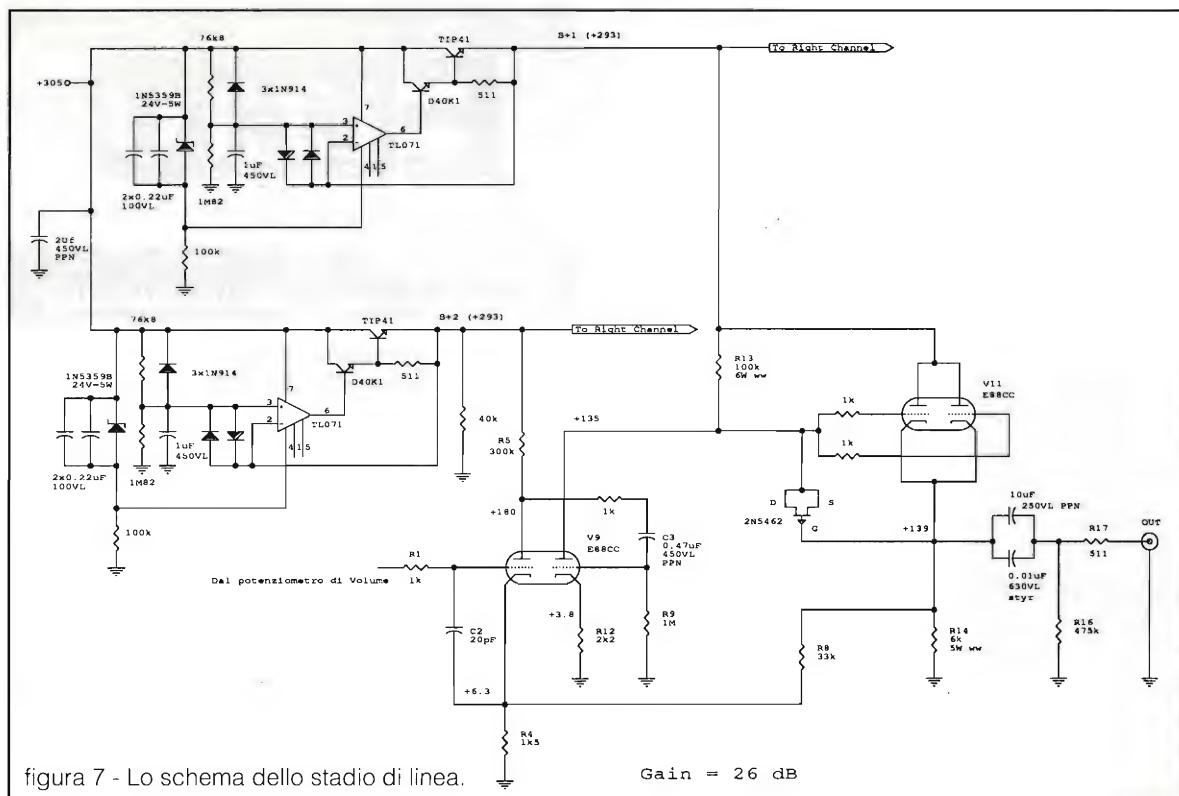 76k8
TIP41
B+1 (+293)
To Right Channel
+305
1N5359B
24V-5W
3x1N914
D40K1
511
7
3
+
2
-
6
TL071
4 1 5
1uF
450VL
2x0.22uF
100VL
1M82
2Uf
450VL
PPN
100k
76k8
TIP41
B+2 (+293)
To Right Channel
1N5359B
24V-5W
3x1N914
D40K1
511
7
3
+
2
-
6
TL071
4 1 5
1uF
450VL
2x0.22uF
100VL
1M82
100k
40k
R5
300k
+135
R13
100k
6W ww
V11
E88CC
1k
1k
D
S
2N5462
G
+139
10uF
250VL PPN
R17
511
OUT
0.01uF
630VL
styr
+180
1k
C3
0.47uF
450VL
PPN
V9
E88CC
R1
1k
Dal potenziometro di Volume
C2
20pF
+3.8
R12
2k2
R9
1M
R8
33k
R14
6k
5W ww
R16
475k
+6.3
R4
1k5
figura 7 - Lo schema dello stadio di linea.
Gain = 26 dB